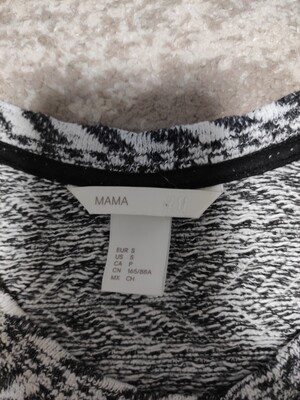 MAMA
EUR S
US S
CA P
CN 165/88A
MX CH